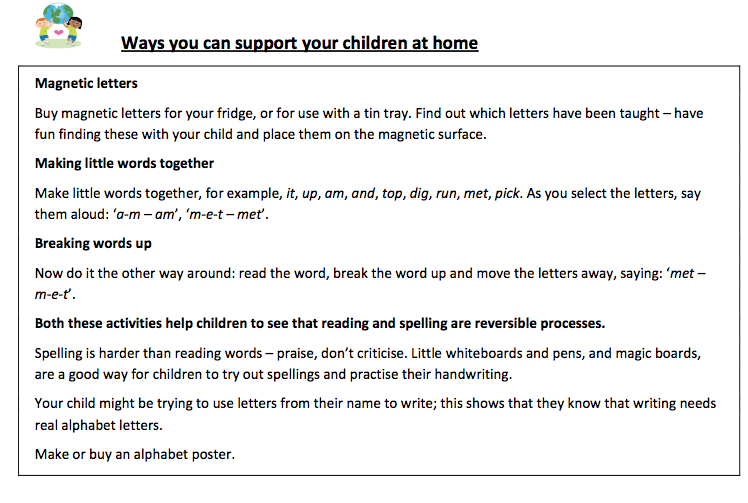 Ways you can support your children at home
Magnetic letters
Buy magnetic letters for your fridge, or for use with a tin tray. Find out which letters have been taught – have
fun finding these with your child and place them on the magnetic surface.
Making little words together
Make little words together, for example, it, up, am, and, top, dig, run, met, pick. As you select the letters, say
them aloud: ‘a-m – am’, ‘m-e-t – met’.
Breaking words up
Now do it the other way around: read the word, break the word up and move the letters away, saying: ‘met –
m-e-t’.
Both these activities help children to see that reading and spelling are reversible processes.
Spelling is harder than reading words – praise, don’t criticise. Little whiteboards and pens, and magic boards,
are a good way for children to try out spellings and practise their handwriting.
Your child might be trying to use letters from their name to write; this shows that they know that writing needs
real alphabet letters.
Make or buy an alphabet poster.